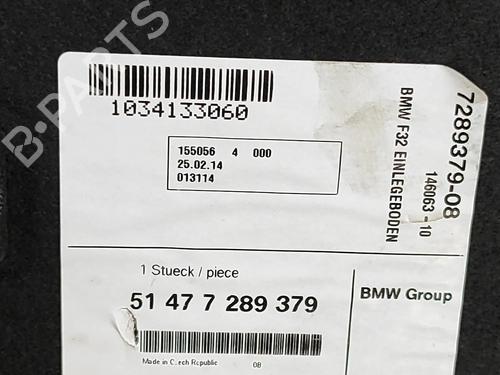 B-PARTS
1034133060
155056 4 000
25.02.14
013114
7289379-08
146063 - 10
BMW F32 EINLEGEBODEN
1 Stueck / piece
51 47 7 289 379
BMW Group
Made in Czech Republic 08